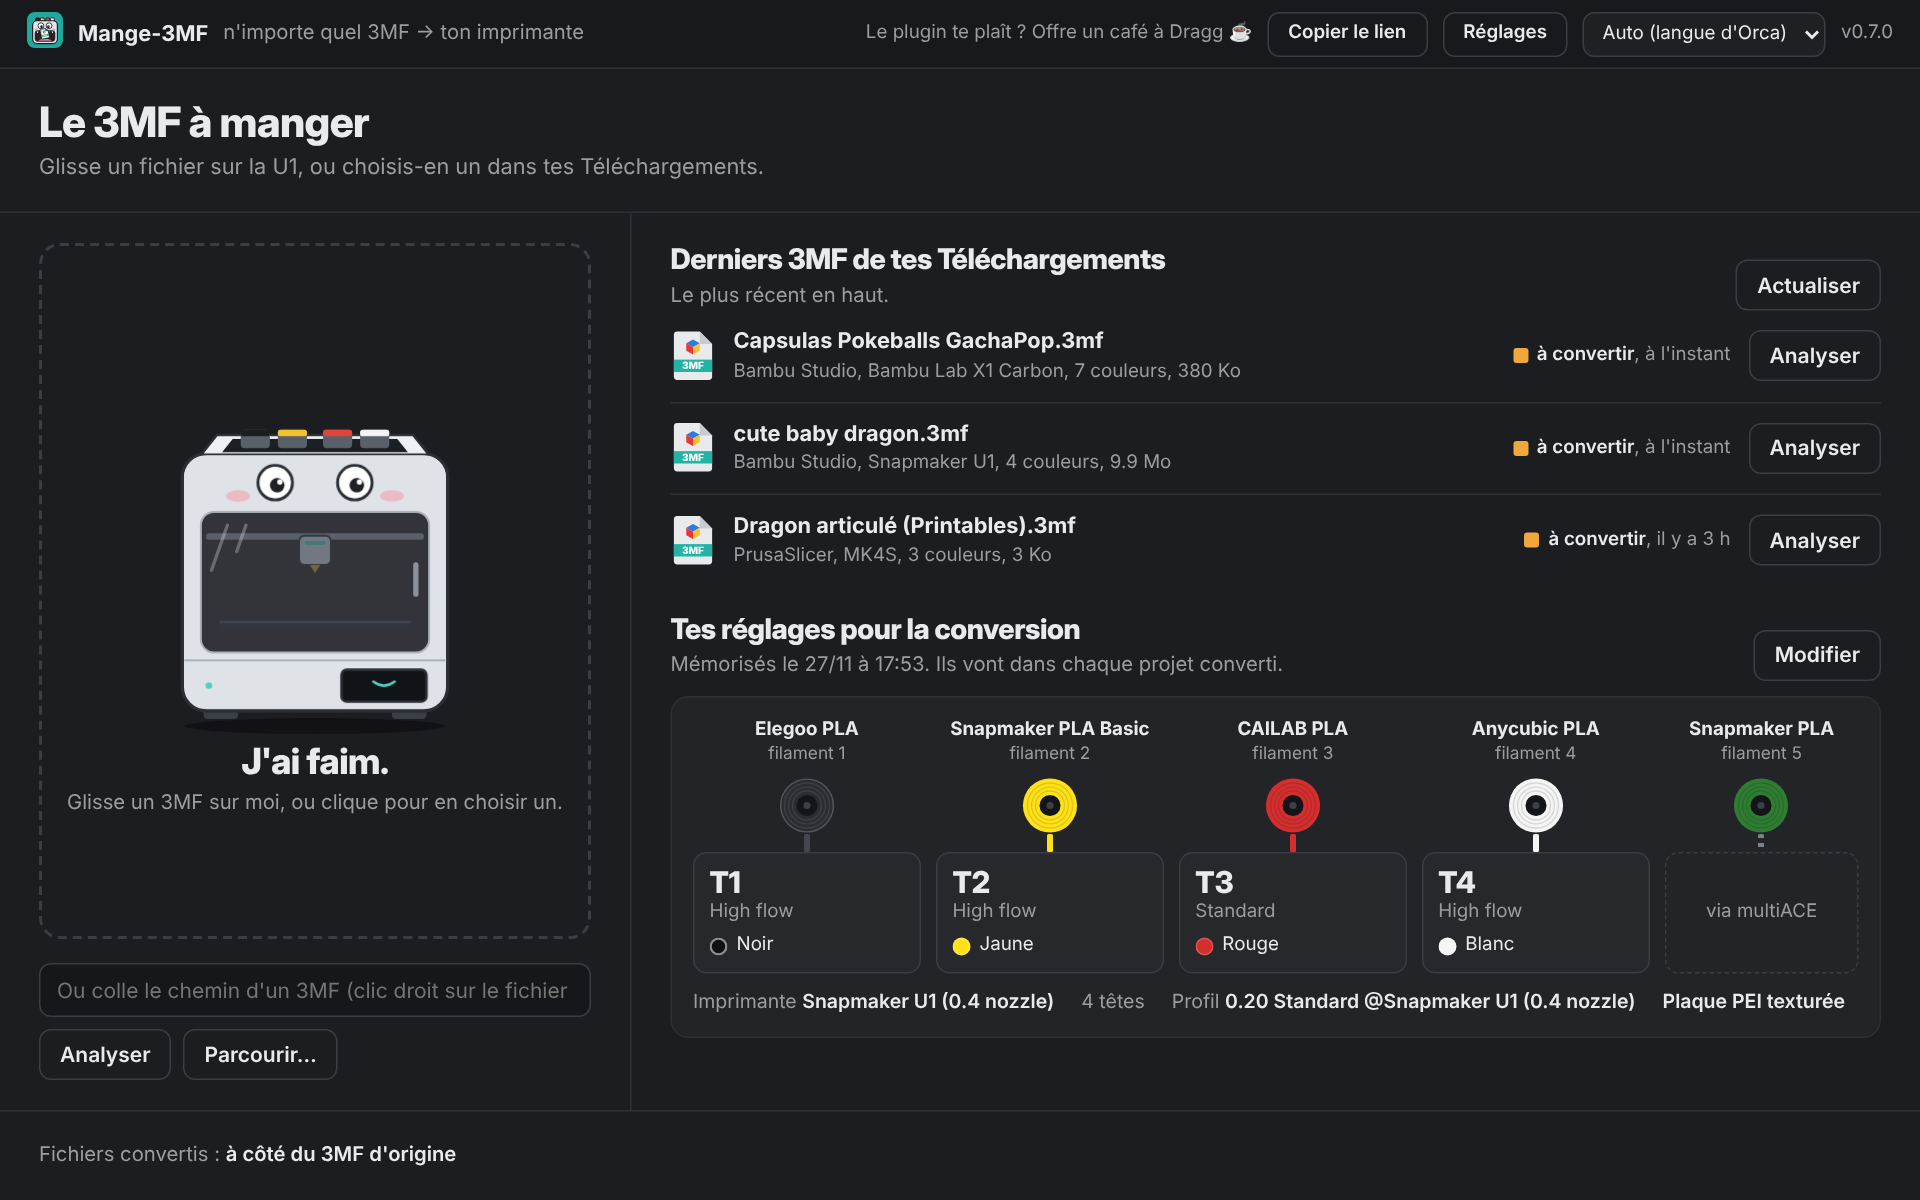 Mange-3MF n'importe quel 3MF → ton imprimante
Le plugin te plaît ? Offre un café à Dragg ☕ Copier le lien Réglages Auto (langue d'Orca) v0.7.0
Le 3MF à manger
Glisse un fichier sur la U1, ou choisis-en un dans tes Téléchargements.
J'ai faim.
Glisse un 3MF sur moi, ou clique pour en choisir un.
Ou colle le chemin d'un 3MF (clic droit sur le fichier
Analyser Parcourir...
Derniers 3MF de tes Téléchargements
Le plus récent en haut.
Actualiser
3MF
Capsulas Pokeballs GachaPop.3mf
Bambu Studio, Bambu Lab X1 Carbon, 7 couleurs, 380 Ko
à convertir, à l'instant Analyser
3MF
cute baby dragon.3mf
Bambu Studio, Snapmaker U1, 4 couleurs, 9.9 Mo
à convertir, à l'instant Analyser
3MF
Dragon articulé (Printables).3mf
PrusaSlicer, MK4S, 3 couleurs, 3 Ko
à convertir, il y a 3 h Analyser
Tes réglages pour la conversion
Mémorisés le 27/11 à 17:53. Ils vont dans chaque projet converti.
Modifier
Elegoo PLA
filament 1
T1
High flow
Noir
Snapmaker PLA Basic
filament 2
T2
High flow
Jaune
CAILAB PLA
filament 3
T3
Standard
Rouge
Anycubic PLA
filament 4
T4
High flow
Blanc
Snapmaker PLA
filament 5
via multiACE
Imprimante Snapmaker U1 (0.4 nozzle) 4 têtes Profil 0.20 Standard @Snapmaker U1 (0.4 nozzle) Plaque PEI texturée
Fichiers convertis : à côté du 3MF d'origine